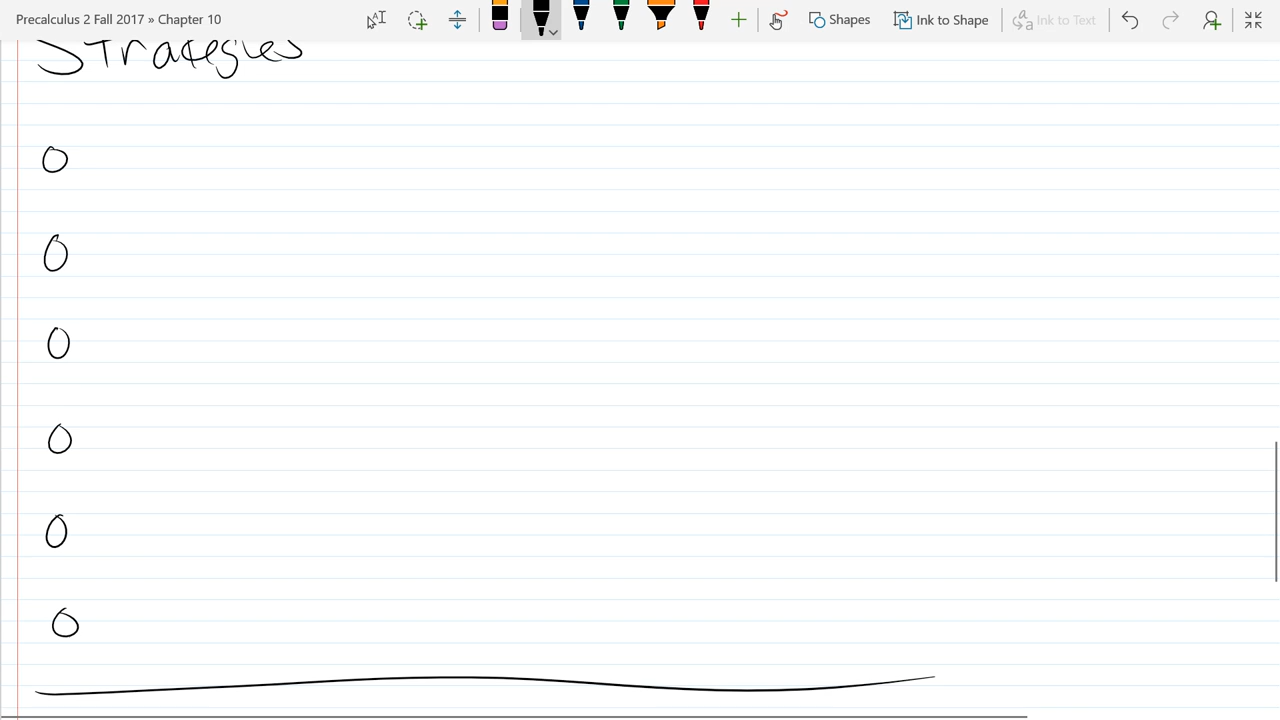 Precalculus 2 Fall 2017 » Chapter 10
Shapes
Ink to Shape
Ink to Text
Strategies